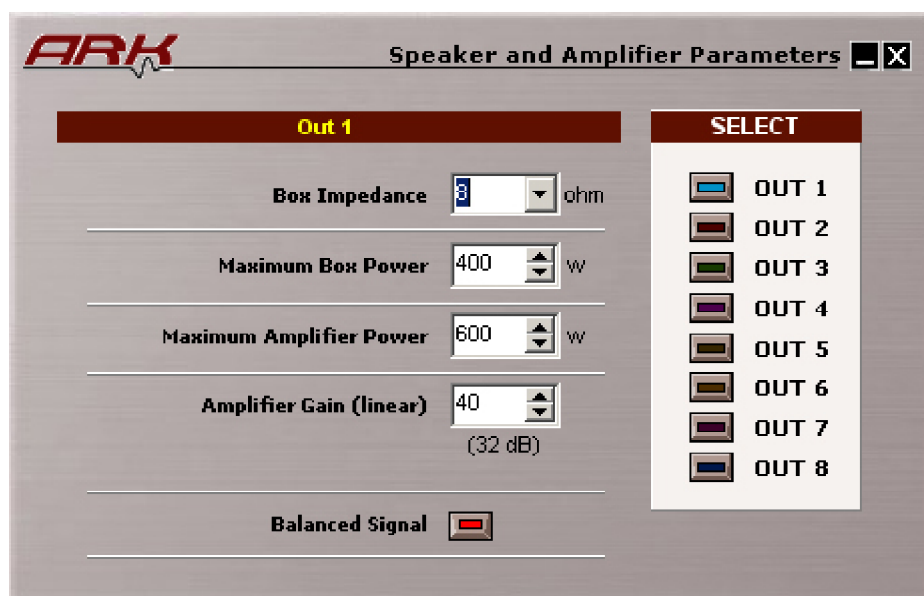 ARK
Speaker and Amplifier Parameters
Out 1
Box Impedance 8 ohm
Maximum Box Power 400 w
Maximum Amplifier Power 600 w
Amplifier Gain (linear) 40
(32 dB)
Balanced Signal
SELECT
OUT 1
OUT 2
OUT 3
OUT 4
OUT 5
OUT 6
OUT 7
OUT 8